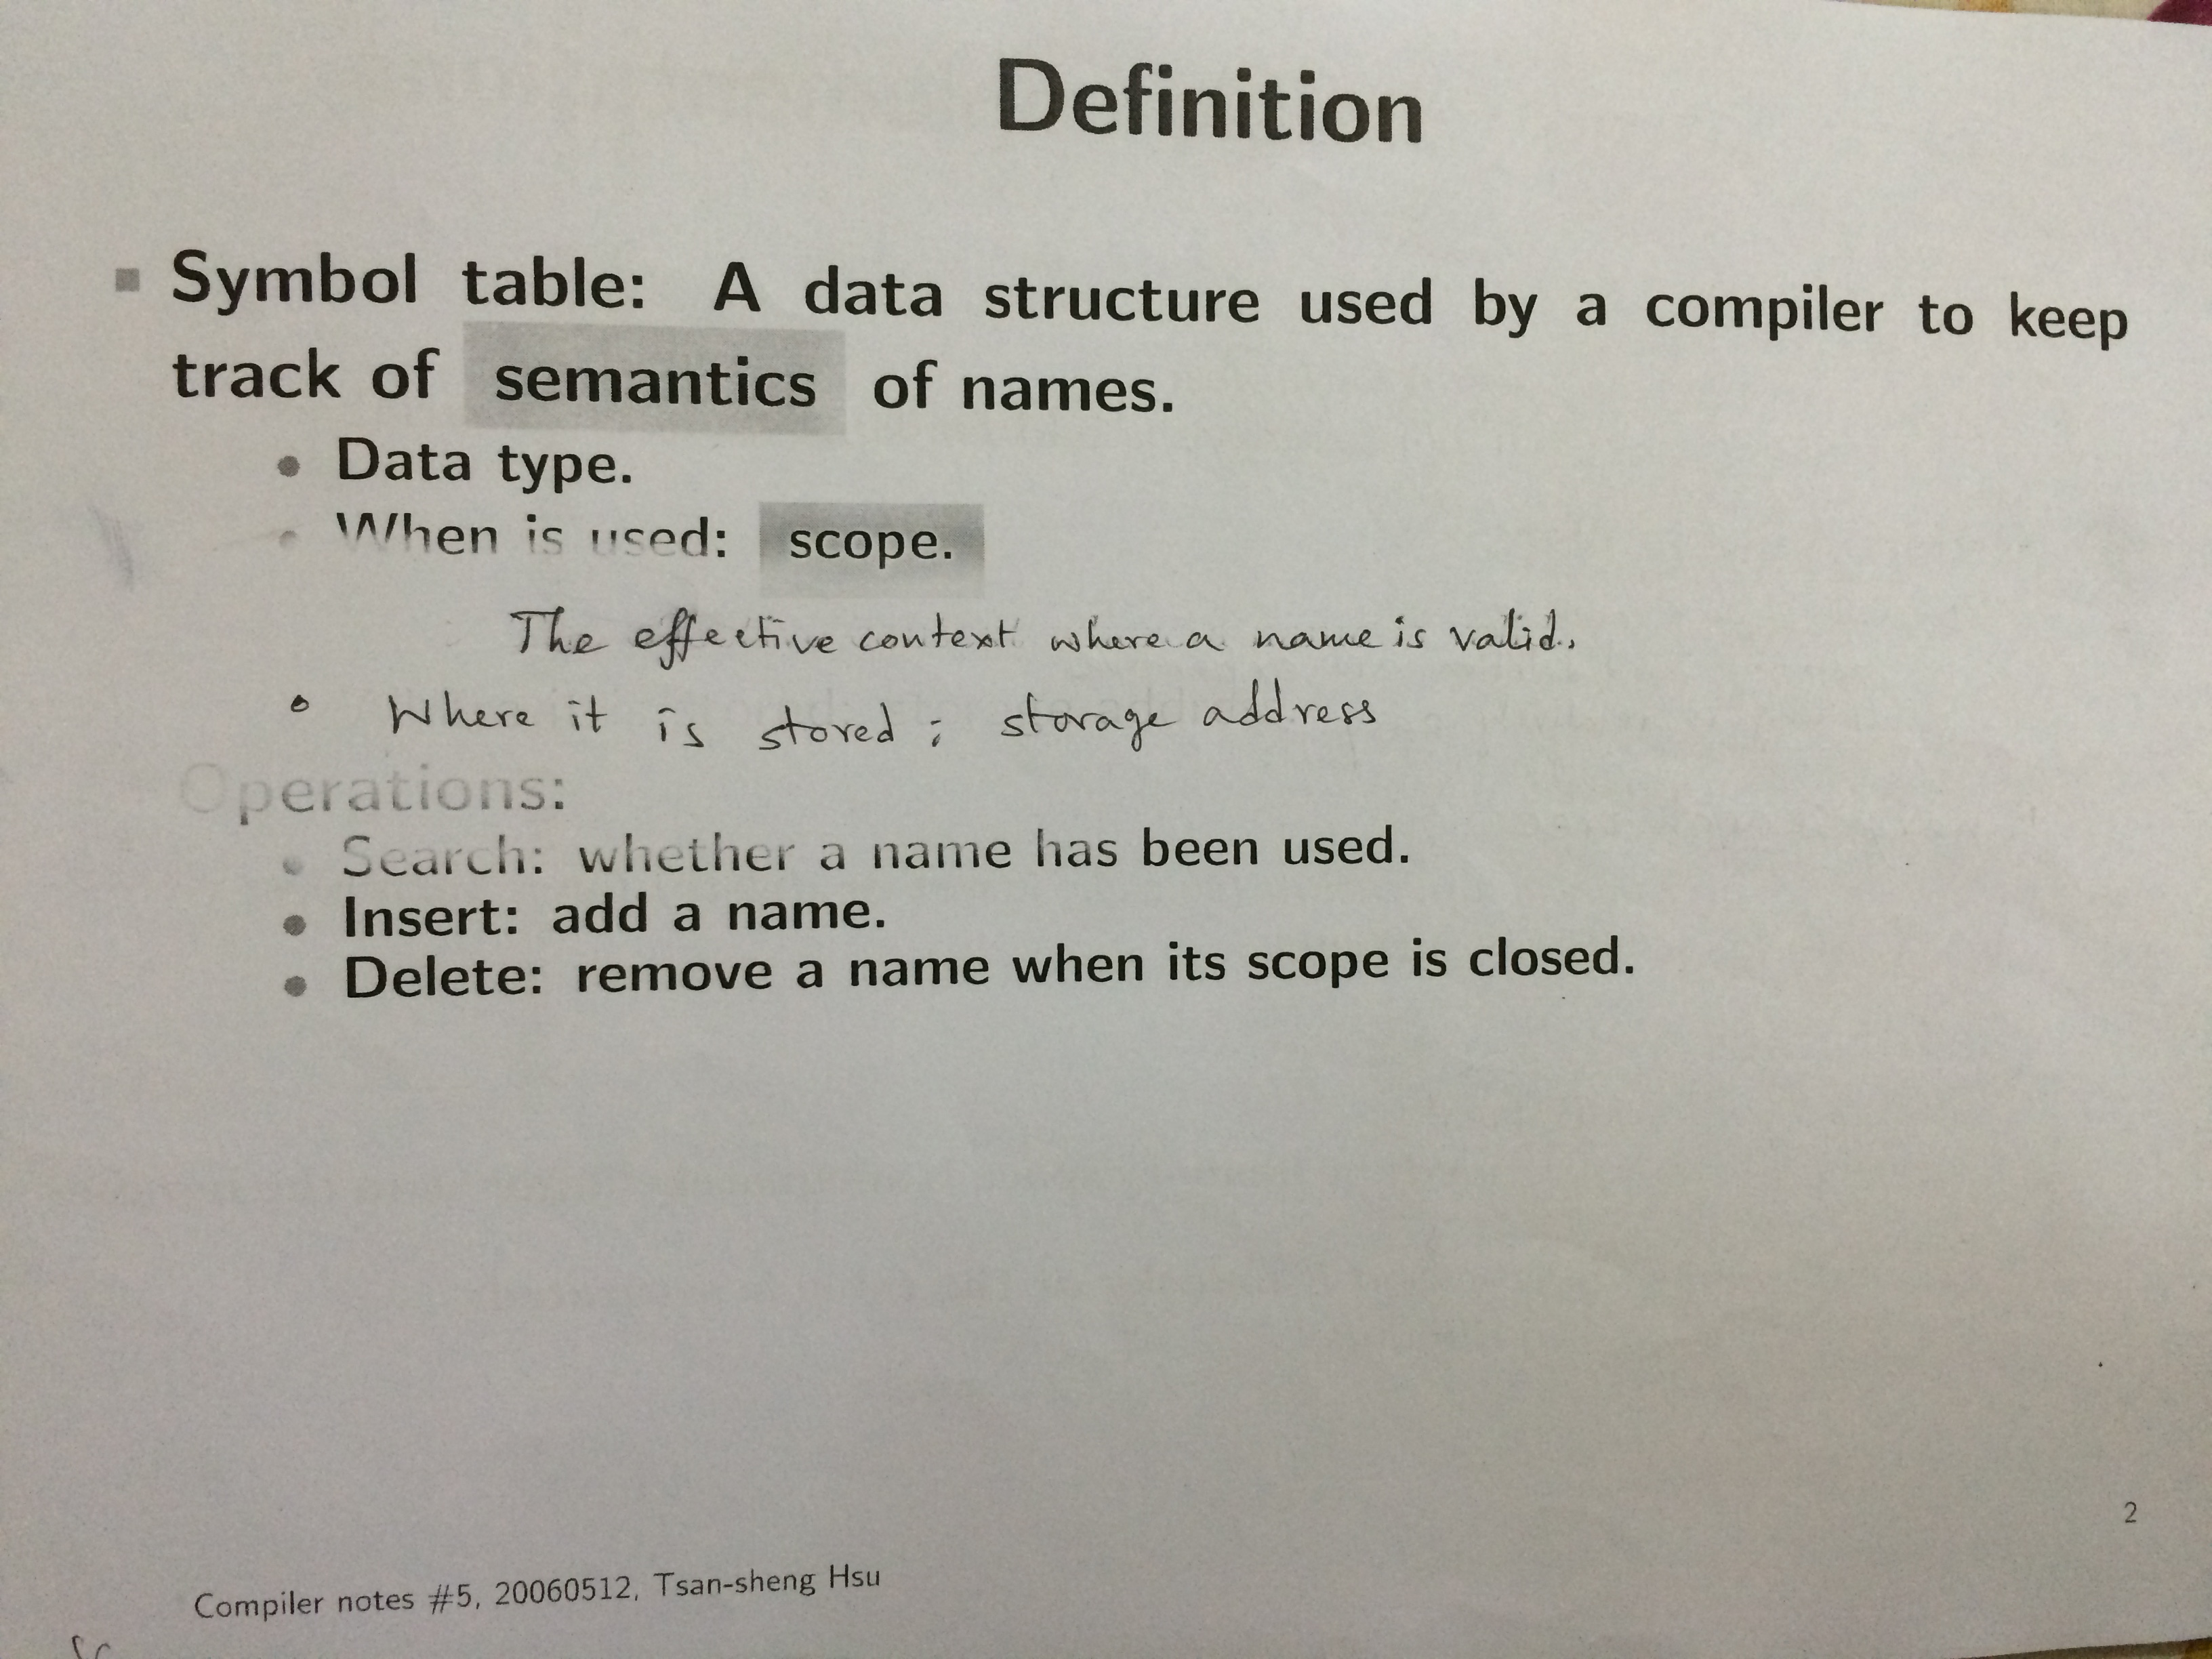 Definition
▪ Symbol table: A data structure used by a compiler to keep
track of semantics of names.
• Data type.
• When is used: scope.
The effective context where a name is valid.
• Where it is stored : storage address
Operations:
• Search: whether a name has been used.
• Insert: add a name.
• Delete: remove a name when its scope is closed.
Compiler notes #5, 20060512, Tsan-sheng Hsu
2